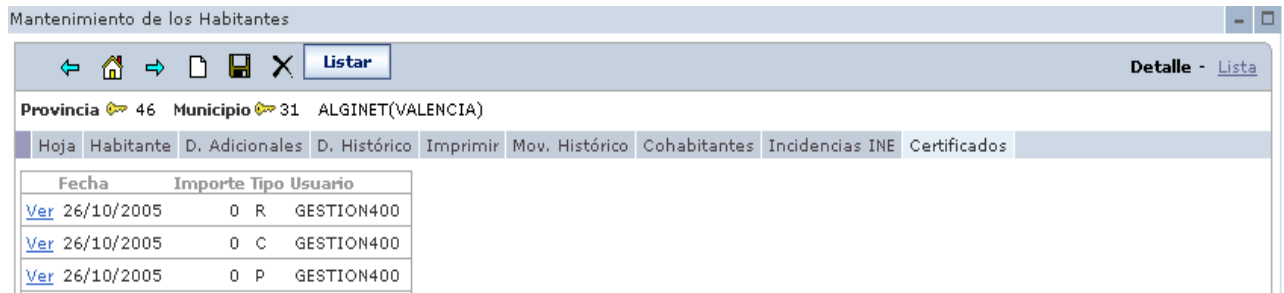 Mantenimiento de los Habitantes
Listar
Detalle - Lista
Provincia 46 Municipio 31 ALGINET(VALENCIA)
Hoja Habitante D. Adicionales D. Histórico Imprimir Mov. Histórico Cohabitantes Incidencias INE Certificados
Fecha Importe Tipo Usuario
Ver 26/10/2005 0 R GESTION400
Ver 26/10/2005 0 C GESTION400
Ver 26/10/2005 0 P GESTION400